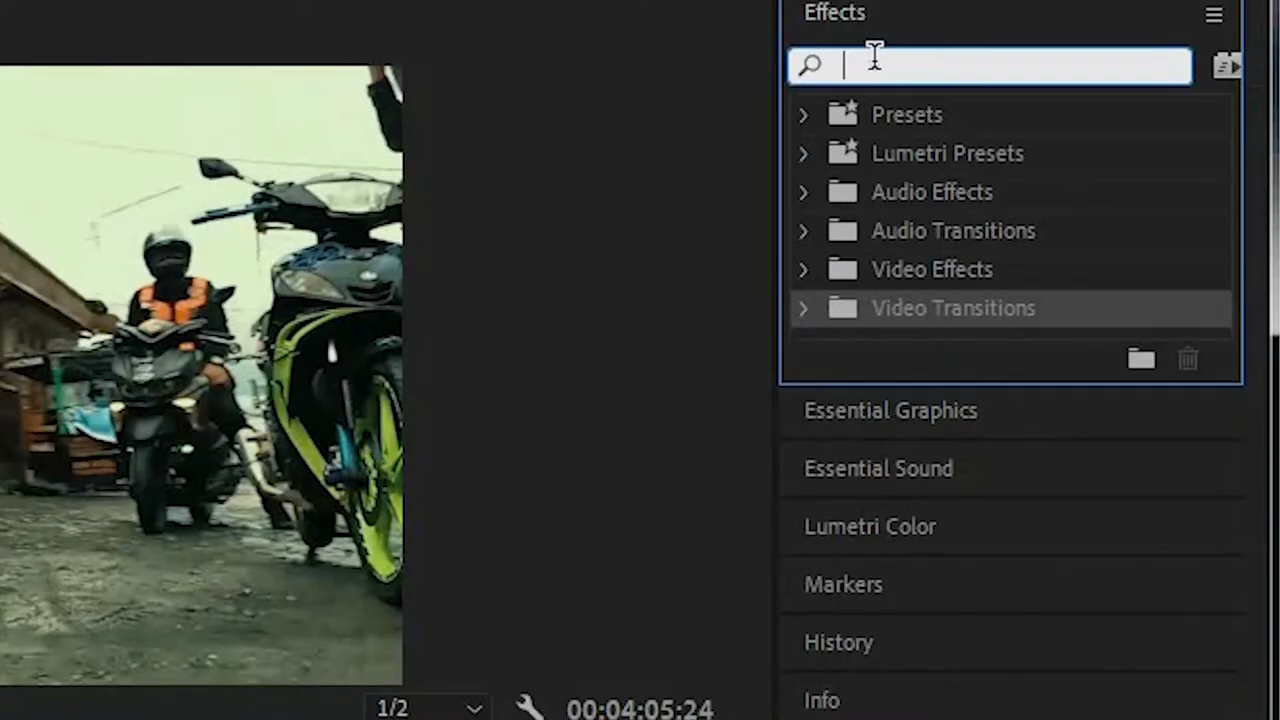 Effects
Presets
Lumetri Presets
Audio Effects
Audio Transitions
Video Effects
Video Transitions
Essential Graphics
Essential Sound
Lumetri Color
Markers
History
Info
1/2
00:04:05:24